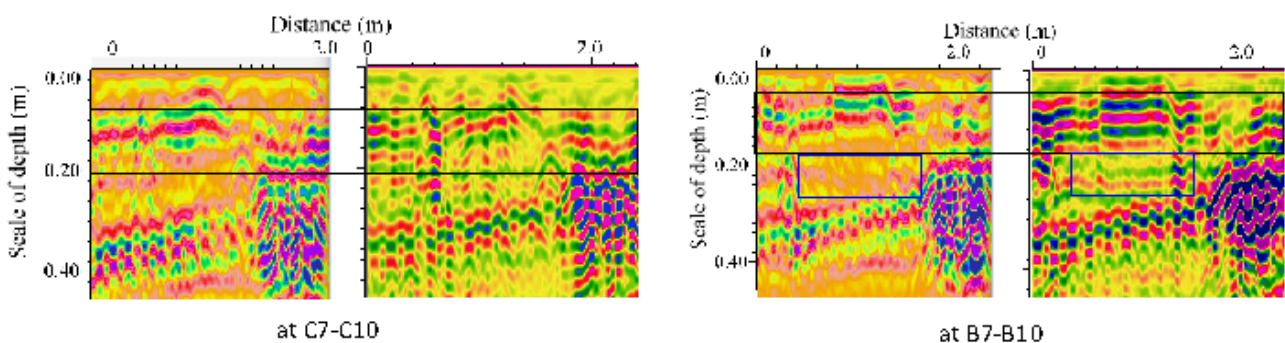 Distance (m)
0 2.0 0 2.0
0.00
0.20
0.40
Scale of depth (m)
at C7-C10
Distance (m)
0 2.0 0 2.0
0.00
0.20
0.40
Scale of depth (m)
at B7-B10